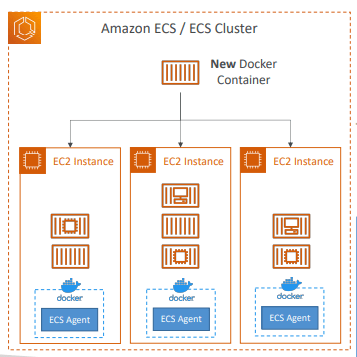 Amazon ECS / ECS Cluster
New Docker
Container
EC2 Instance
EC2 Instance
EC2 Instance
docker
docker
docker
ECS Agent
ECS Agent
ECS Agent